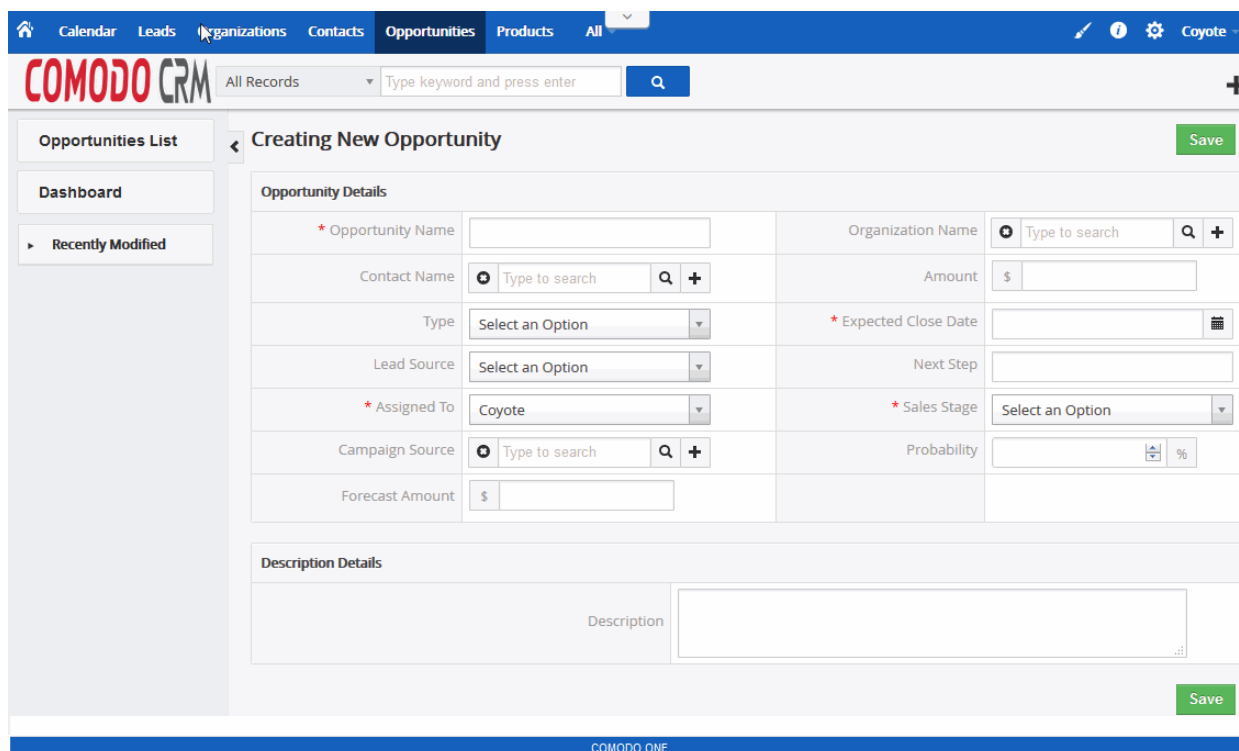 Calendar Leads Organizations Contacts Opportunities Products All i Coyote
COMODO CRM All Records Type keyword and press enter
Opportunities List
Creating New Opportunity Save
Dashboard
Opportunity Details
Recently Modified
* Opportunity Name
Organization Name Type to search
Contact Name Type to search
Amount $
Type Select an Option
* Expected Close Date
Lead Source Select an Option
Next Step
* Assigned To Coyote
* Sales Stage Select an Option
Campaign Source Type to search
Probability %
Forecast Amount $
Description Details
Description
Save
COMODO ONE